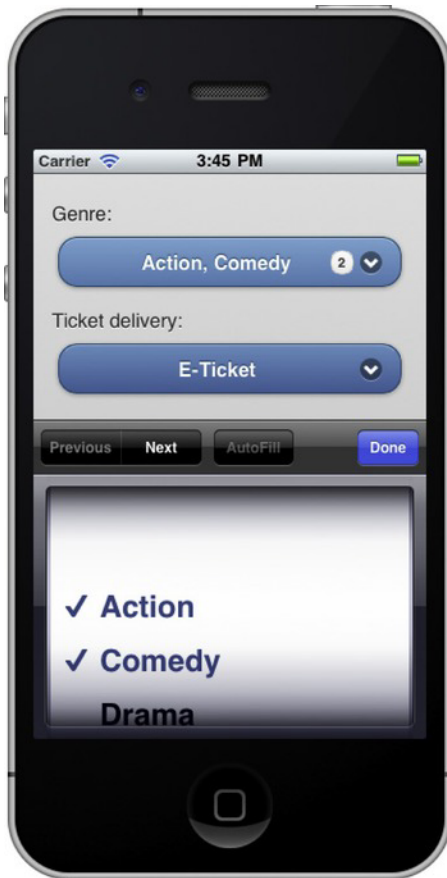 Carrier 3:45 PM
Genre:
Action, Comedy 2
Ticket delivery:
E-Ticket
Previous Next AutoFill Done
✓ Action
✓ Comedy
Drama